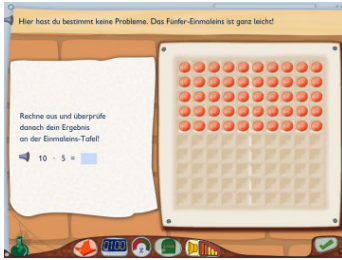 Hier hast du bestimmt keine Probleme. Das Fünfer-Einmaleins ist ganz leicht!
Rechne aus und überprüfe
danach dein Ergebnis
an der Einmaleins-Tafel!
10 · 5 =